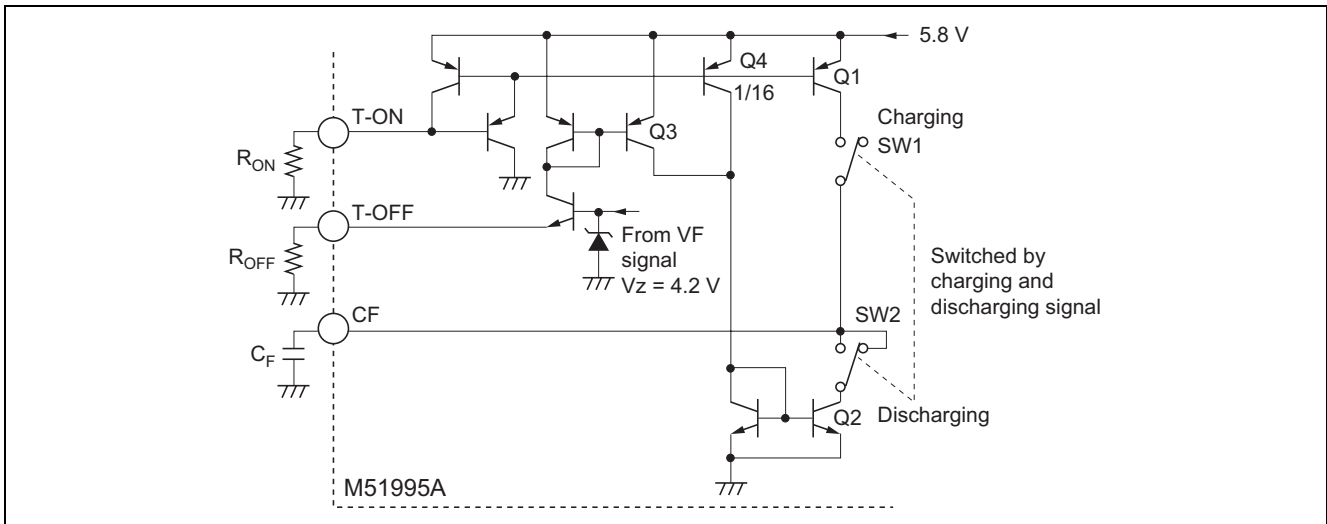 5.8 V
Q4
1/16
Q1
T-ON
Q3
Charging
SW1
RON
T-OFF
From VF
signal
Vz = 4.2 V
ROFF
Switched by
charging and
discharging signal
CF
SW2
CF
Q2
Discharging
M51995A